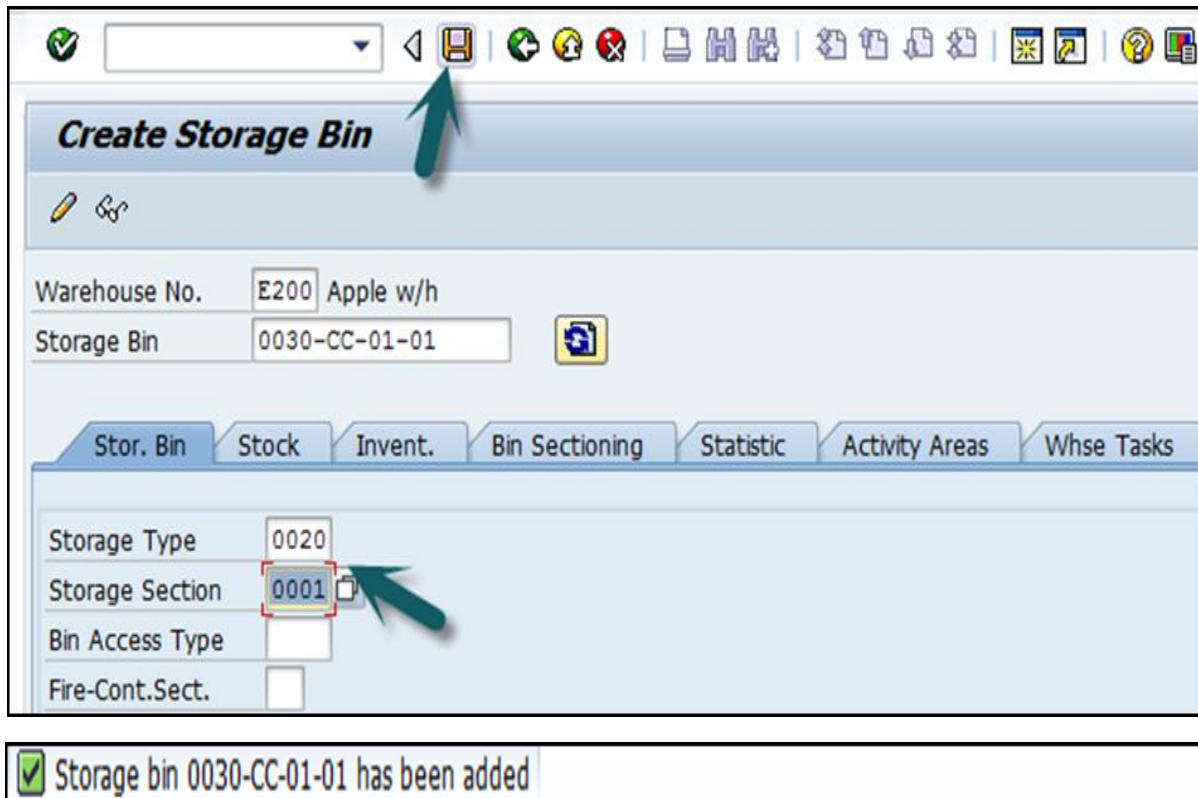 Create Storage Bin
Warehouse No. E200 Apple w/h
Storage Bin 0030-CC-01-01
Stor. Bin Stock Invent. Bin Sectioning Statistic Activity Areas Whse Tasks
Storage Type 0020
Storage Section 0001
Bin Access Type
Fire-Cont.Sect.
Storage bin 0030-CC-01-01 has been added